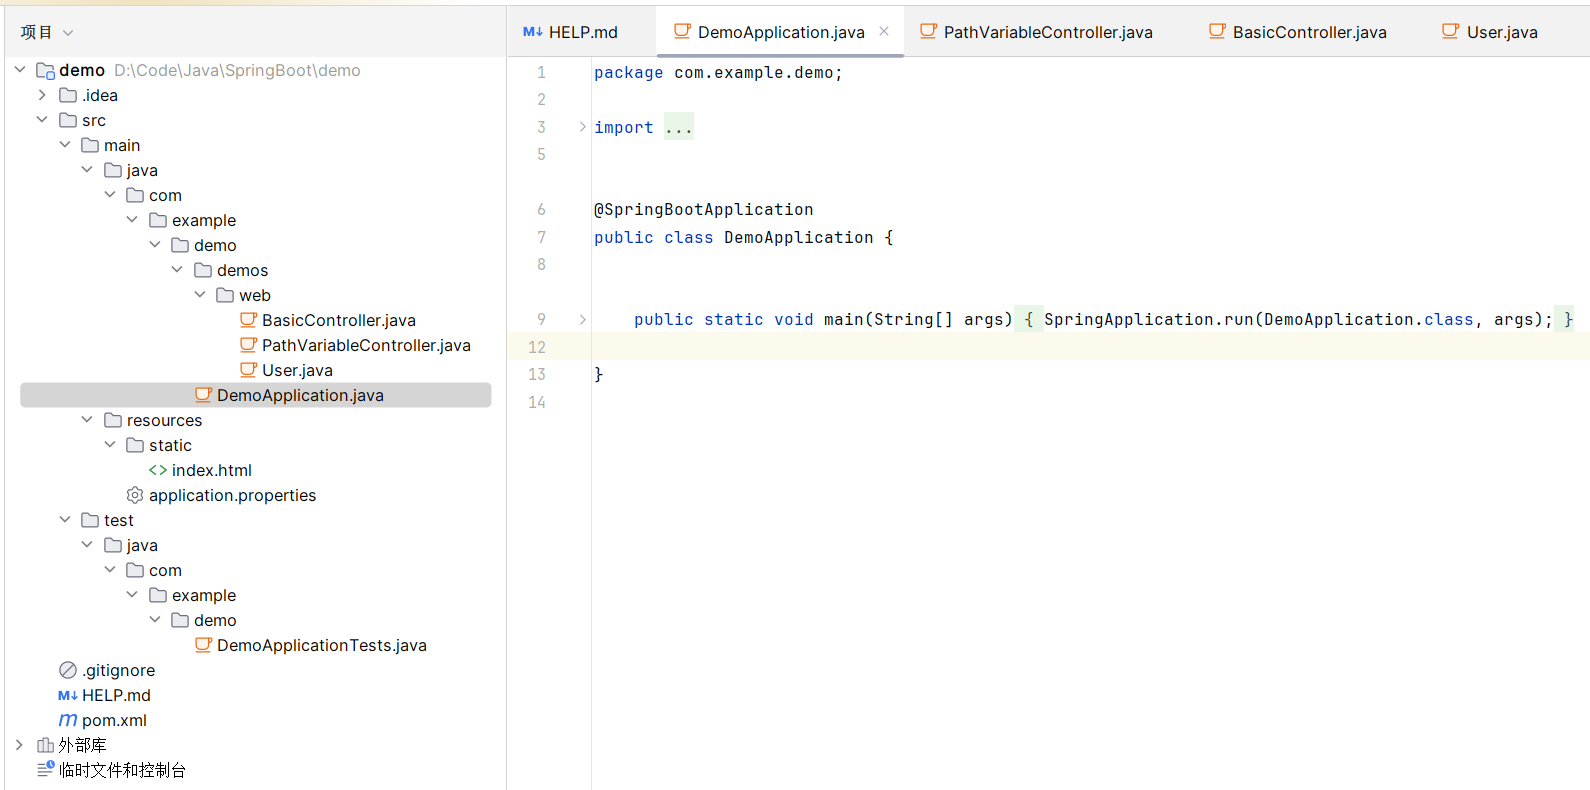 项目
demo D:\Code\Java\SpringBoot\demo
.idea
src
main
java
com
example
demo
demos
web
BasicController.java
PathVariableController.java
User.java
DemoApplication.java
resources
static
index.html
application.properties
test
java
com
example
demo
DemoApplicationTests.java
.gitignore
M↓ HELP.md
m pom.xml
外部库
临时文件和控制台
M↓ HELP.md DemoApplication.java × PathVariableController.java BasicController.java User.java
1 package com.example.demo;
2
3 import ...
5
6 @SpringBootApplication
7 public class DemoApplication {
8
9 public static void main(String[] args) { SpringApplication.run(DemoApplication.class, args); }
12
13 }
14